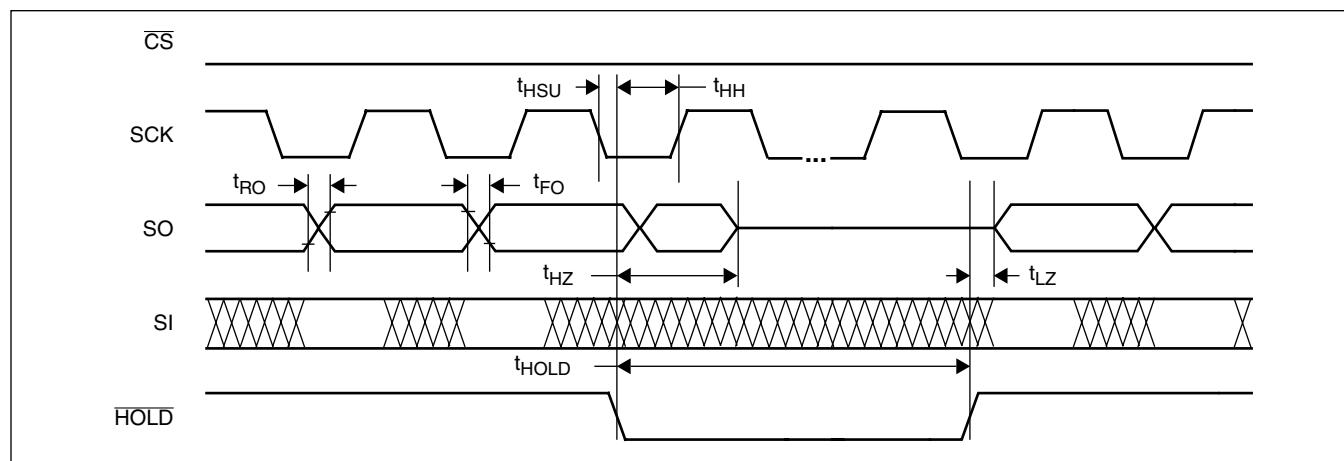 CS
tHSU
tHH
SCK
...
tRO
tFO
SO
tHZ
tLZ
SI
tHOLD
HOLD